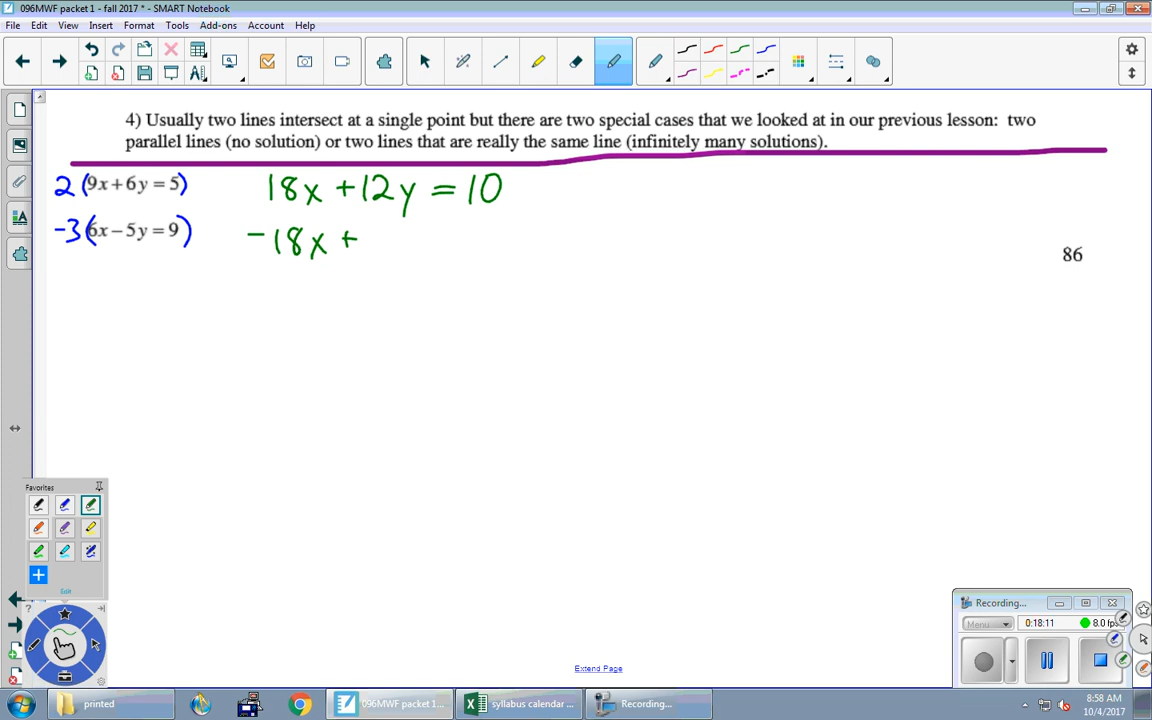 096MWF packet 1 - fall 2017 * - SMART Notebook
File Edit View Insert Format Tools Add-ons Account Help
4) Usually two lines intersect at a single point but there are two special cases that we looked at in our previous lesson: two
parallel lines (no solution) or two lines that are really the same line (infinitely many solutions).
2 (9x + 6y = 5) 18x + 12y = 10
-3 (6x - 5y = 9) -18x +
86
Favorites
Edit
?
Recording...
Menu 0:18:11 8.0 fps
Extend Page
printed 096MWF packet 1... syllabus calendar ... Recording... 8:58 AM
10/4/2017